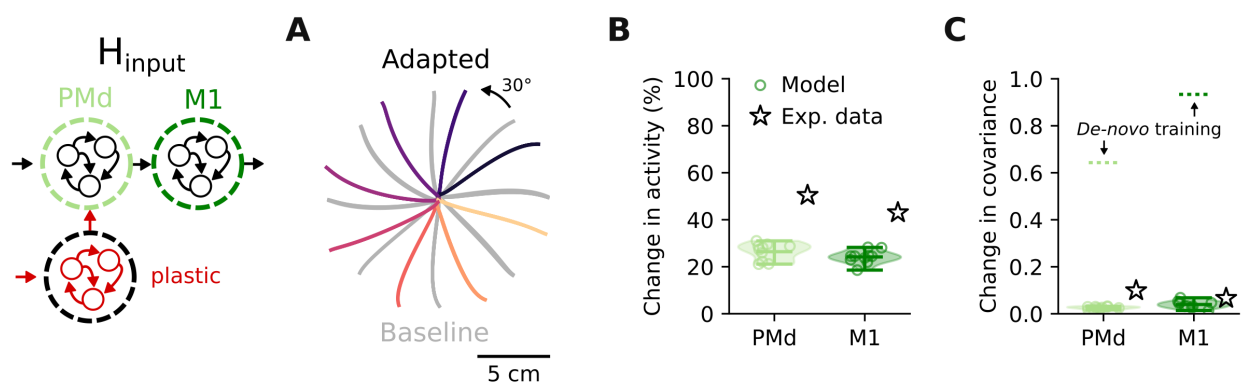 H_input
PMd
M1
plastic
A
Adapted
30°
Baseline
5 cm
B
Change in activity (%)
100
80
60
40
20
0
Model
Exp. data
PMd
M1
C
Change in covariance
1.0
0.8
0.6
0.4
0.2
0.0
De-novo training
PMd
M1